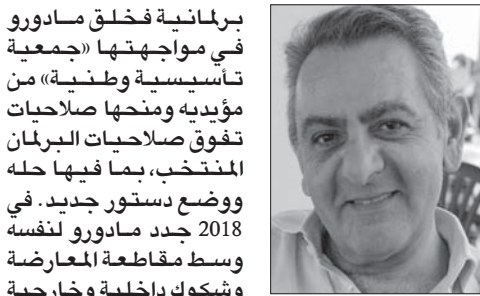 برلمانية فخلق مادورو
في مواجهتها «جمعية
تأسيسية وطنية» من
مؤيديه ومنحها صلاحيات
تفوق صلاحيات البرلمان
المنتخب، بما فيها حله
ووضع دستور جديد. في
2018 جدد مادورو لنفسه
وسط مقاطعة المعارضة
وشكوك داخلية وخارجية